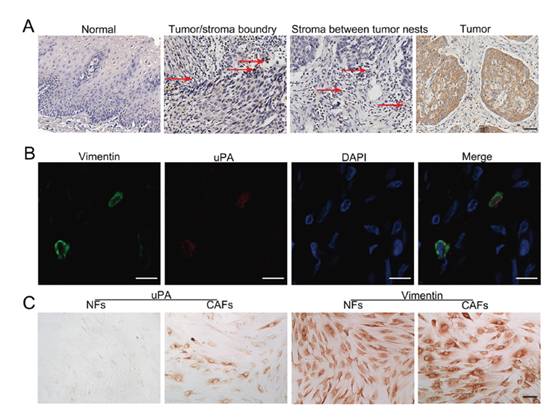 A
Normal
Tumor/stroma boundry
Stroma between tumor nests
Tumor
B
Vimentin
uPA
DAPI
Merge
C
uPA
Vimentin
NFs
CAFs
NFs
CAFs